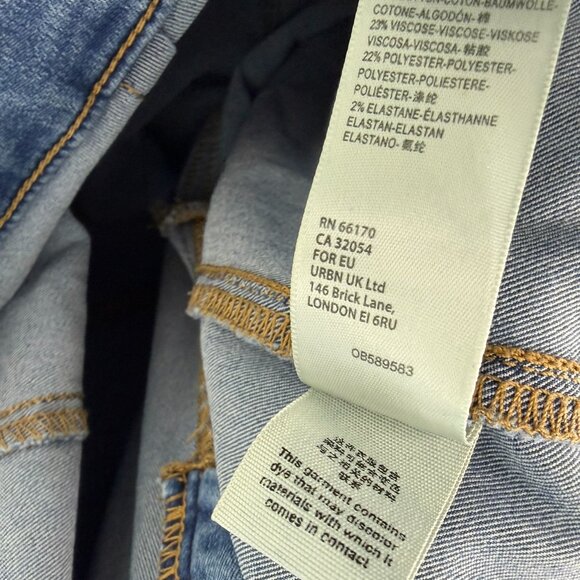 COTTON-COTON-BAUMWOLLE-
COTONE-ALGODÓN-棉
23% VISCOSE-VISCOSE-VISKOSE
VISCOSA-VISCOSA-粘胶
22% POLYESTER-POLYESTER-
POLYESTER-POLIESTERE-
POLIÉSTER-涤纶
2% ELASTANE-ÉLASTHANNE
ELASTAN-ELASTAN
ELASTANO-氨纶
RN 66170
CA 32054
FOR EU
URBN UK Ltd
146 Brick Lane,
LONDON EI 6RU
OB589583
This garment contains
dye that may discolor
materials with which it
comes in contact